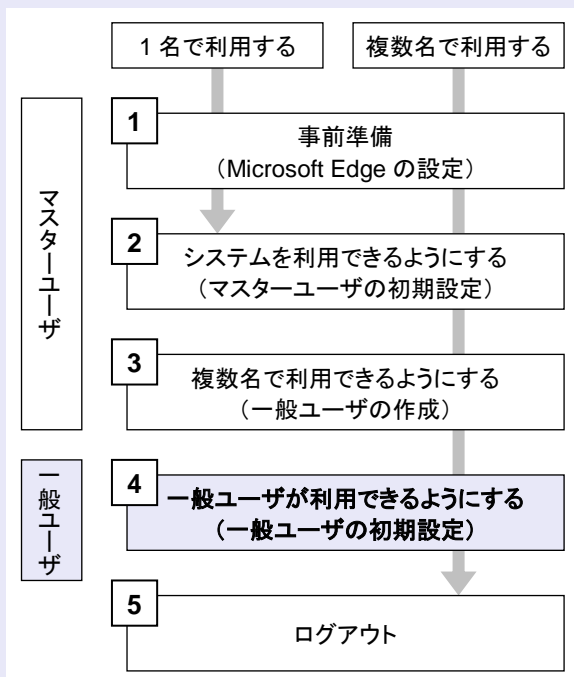 1 名で利用する
複数名で利用する
マスターユーザ
1
事前準備
（Microsoft Edge の設定）
2
システムを利用できるようにする
（マスターユーザの初期設定）
3
複数名で利用できるようにする
（一般ユーザの作成）
一般ユーザ
4
一般ユーザが利用できるようにする
（一般ユーザの初期設定）
5
ログアウト